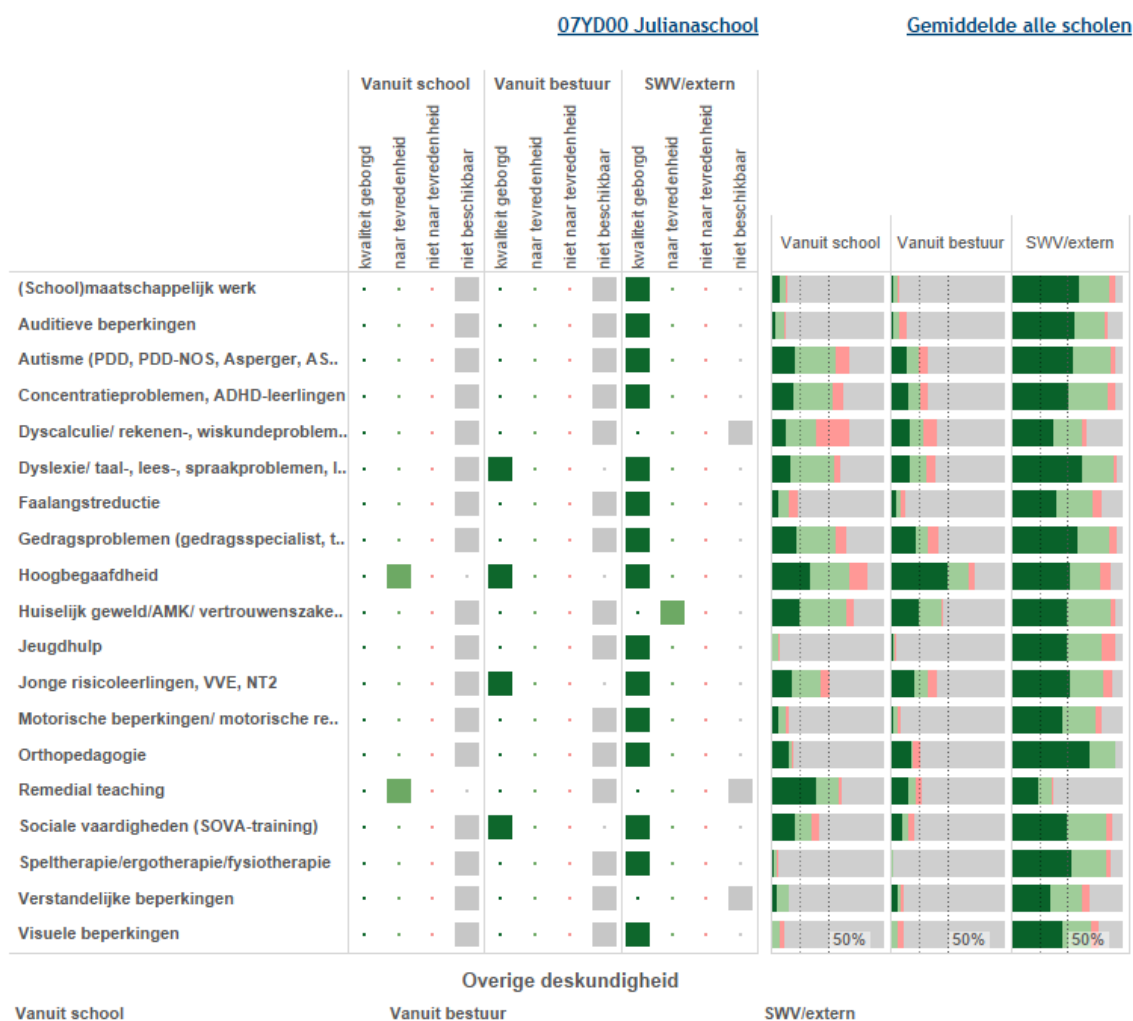 07YD00 Julianaschool Gemiddelde alle scholen
Vanuit school Vanuit bestuur SWV/extern
kwaliteit geborgd naar tevredenheid niet naar tevredenheid niet beschikbaar kwaliteit geborgd naar tevredenheid niet naar tevredenheid niet beschikbaar kwaliteit geborgd naar tevredenheid niet naar tevredenheid niet beschikbaar
Vanuit school Vanuit bestuur SWV/extern
(School)maatschappelijk werk
Auditieve beperkingen
Autisme (PDD, PDD-NOS, Asperger, AS..
Concentratieproblemen, ADHD-leerlingen
Dyscalculie/ rekenen-, wiskundeproblem..
Dyslexie/ taal-, lees-, spraakproblemen, l..
Faalangstreductie
Gedragsproblemen (gedragsspecialist, t..
Hoogbegaafdheid
Huiselijk geweld/AMK/ vertrouwenszake..
Jeugdhulp
Jonge risicoleerlingen, VVE, NT2
Motorische beperkingen/ motorische re..
Orthopedagogie
Remedial teaching
Sociale vaardigheden (SOVA-training)
Speltherapie/ergotherapie/fysiotherapie
Verstandelijke beperkingen
Visuele beperkingen 50% 50% 50%
Overige deskundigheid
Vanuit school Vanuit bestuur SWV/extern